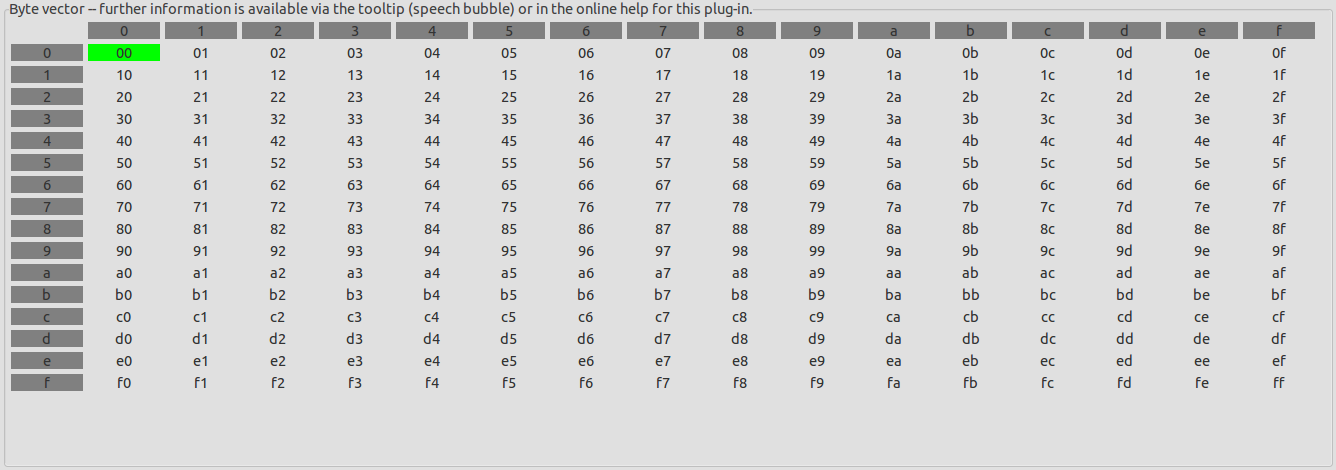 Byte vector -- further information is available via the tooltip (speech bubble) or in the online help for this plug-in.
0 1 2 3 4 5 6 7 8 9 a b c d e f
0 00 01 02 03 04 05 06 07 08 09 0a 0b 0c 0d 0e 0f
1 10 11 12 13 14 15 16 17 18 19 1a 1b 1c 1d 1e 1f
2 20 21 22 23 24 25 26 27 28 29 2a 2b 2c 2d 2e 2f
3 30 31 32 33 34 35 36 37 38 39 3a 3b 3c 3d 3e 3f
4 40 41 42 43 44 45 46 47 48 49 4a 4b 4c 4d 4e 4f
5 50 51 52 53 54 55 56 57 58 59 5a 5b 5c 5d 5e 5f
6 60 61 62 63 64 65 66 67 68 69 6a 6b 6c 6d 6e 6f
7 70 71 72 73 74 75 76 77 78 79 7a 7b 7c 7d 7e 7f
8 80 81 82 83 84 85 86 87 88 89 8a 8b 8c 8d 8e 8f
9 90 91 92 93 94 95 96 97 98 99 9a 9b 9c 9d 9e 9f
a a0 a1 a2 a3 a4 a5 a6 a7 a8 a9 aa ab ac ad ae af
b b0 b1 b2 b3 b4 b5 b6 b7 b8 b9 ba bb bc bd be bf
c c0 c1 c2 c3 c4 c5 c6 c7 c8 c9 ca cb cc cd ce cf
d d0 d1 d2 d3 d4 d5 d6 d7 d8 d9 da db dc dd de df
e e0 e1 e2 e3 e4 e5 e6 e7 e8 e9 ea eb ec ed ee ef
f f0 f1 f2 f3 f4 f5 f6 f7 f8 f9 fa fb fc fd fe ff